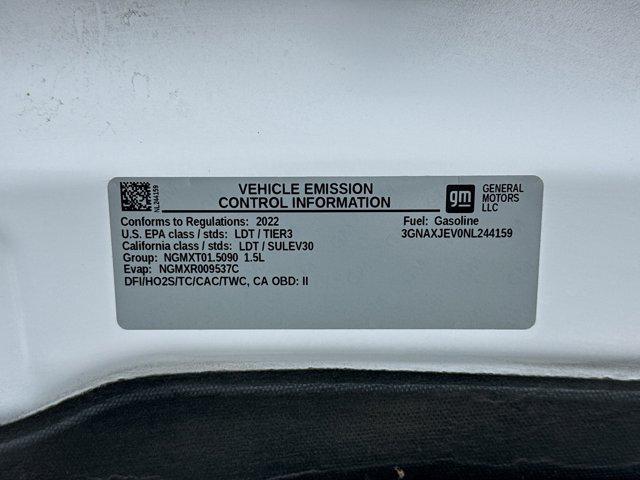 NL244159
VEHICLE EMISSION
CONTROL INFORMATION
gm
GENERAL
MOTORS
LLC
Conforms to Regulations: 2022
Fuel: Gasoline
U.S. EPA class / stds: LDT / TIER3
3GNAXJEV0NL244159
California class / stds: LDT / SULEV30
Group: NGMXT01.5090 1.5L
Evap: NGMXR009537C
DFI/HO2S/TC/CAC/TWC, CA OBD: II